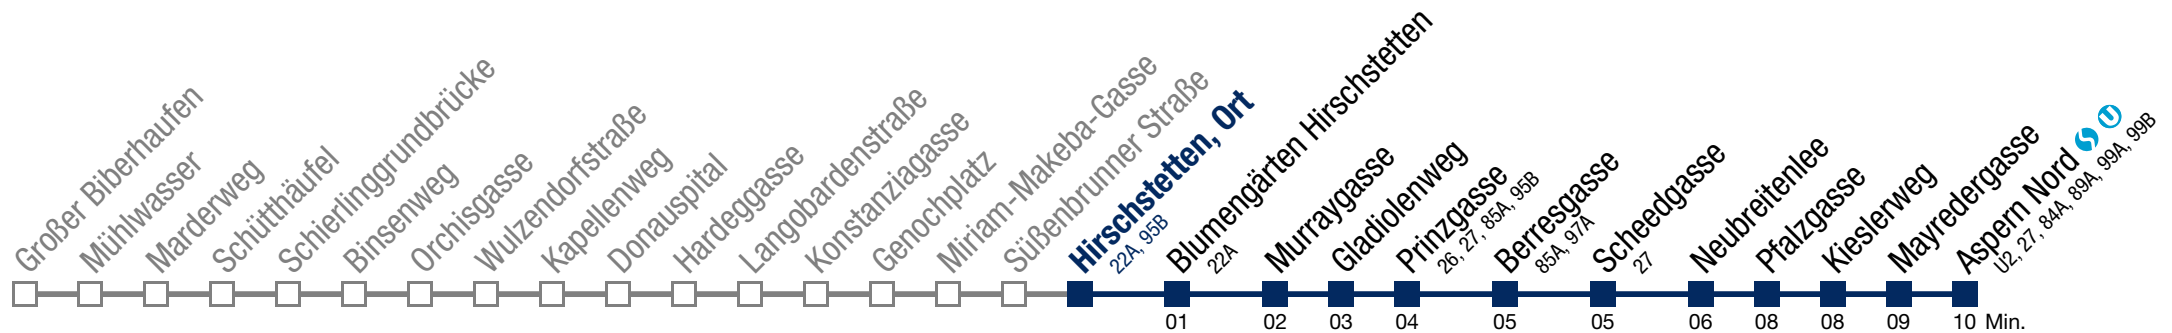 Großer Biberhaufen
Mühlwasser
Marderweg
Schütthäufel
Schierlinggrundbrücke
Binsenweg
Orchisgasse
Wulzendorfstraße
Kapellenweg
Donauspital
Hardeggasse
Langobardenstraße
Konstanziagasse
Genochplatz
Miriam-Makeba-Gasse
Süßenbrunner Straße
Hirschstetten, Ort
22A, 95B
Blumengärten Hirschstetten
22A
Murraygasse
Gladiolenweg
Prinzgasse
26, 27, 85A, 95B
Berresgasse
85A, 97A
Scheedgasse
27
Neubreitenlee
Pfalzgasse
Kieslerweg
Mayredergasse
Aspern Nord S U
U2, 27, 84A, 89A, 99A, 99B
01 02 03 04 05 05 06 08 08 09 10 Min.